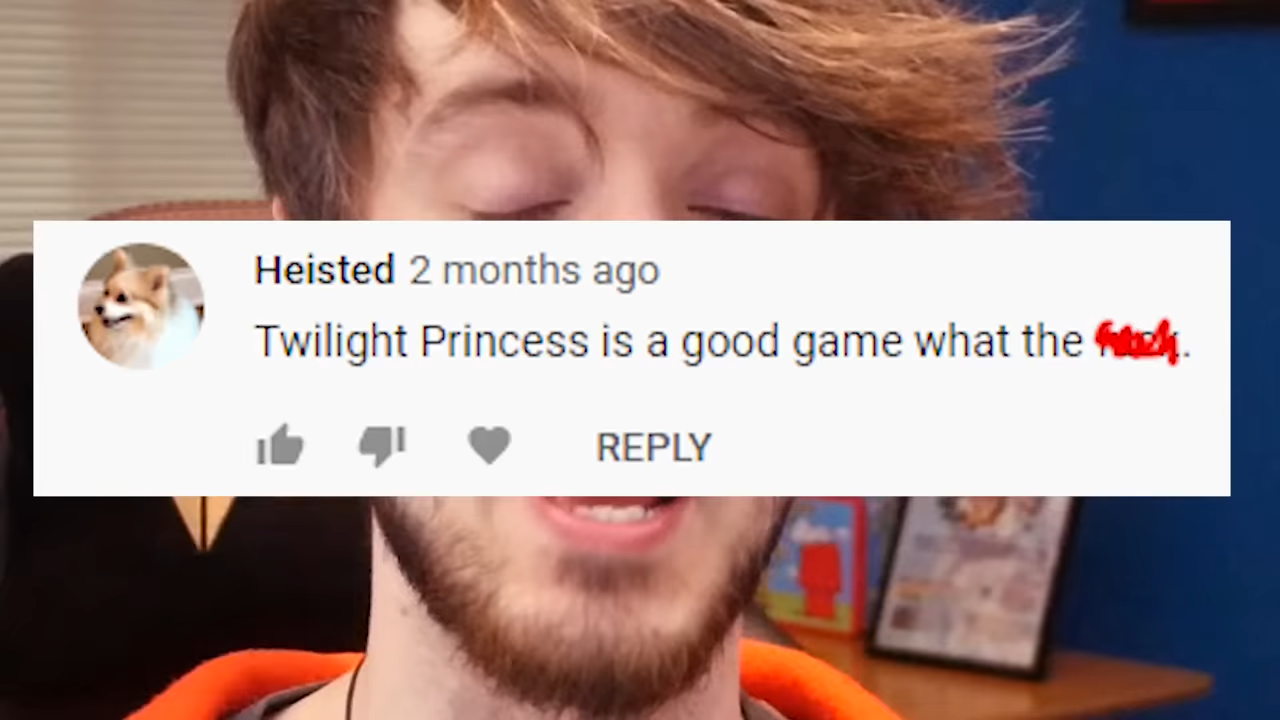 Heisted 2 months ago
Twilight Princess is a good game what the
REPLY